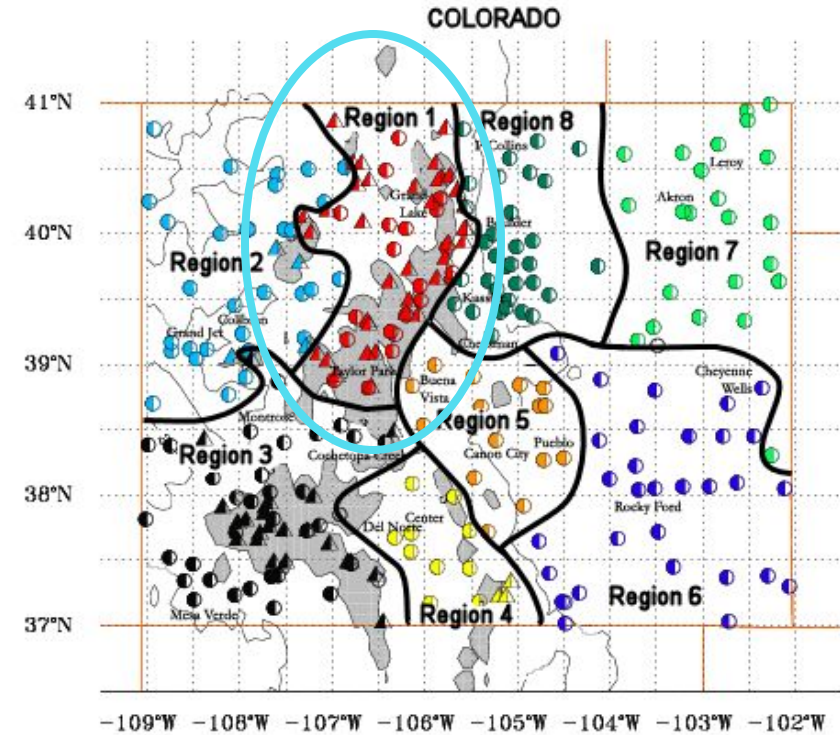 COLORADO
41°N
Region 1
Region 8
Collins
Leroy
Grand
Lake
Akron
40°N
Boulder
Region 2
Region 7
Kassler
Grand Jct
39°N
Cheesman
Taylor Park
Buena
Vista
Cheyenne
Wells
Montrose
Region 5
Region 3
Cochetopa Creek
Canon City
Pueblo
38°N
Rocky Ford
Del Norte
Center
Region 6
Mesa Verde
Region 4
37°N
-109°W -108°W -107°W -106°W -105°W -104°W -103°W -102°W